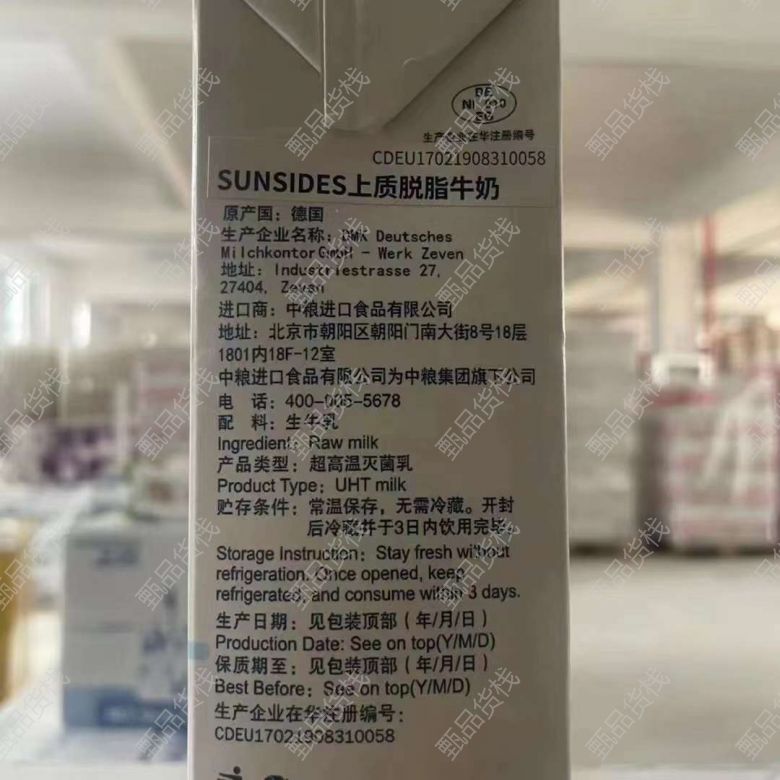 DE
EG
生产企业在华注册编号
CDEU17021908310058
SUNSIDES上质脱脂牛奶
原产国：德国
生产企业名称：DMK Deutsches
Milchkontor GmbH - Werk Zeven
地址：Industriestrasse 27,
27404, Zeven
进口商：中粮进口食品有限公司
地址：北京市朝阳区朝阳门南大街8号18层
1801内18F-12室
中粮进口食品有限公司为中粮集团旗下公司
电 话：400-005-5678
配 料：生牛乳
Ingredient: Raw milk
产品类型：超高温灭菌乳
Product Type: UHT milk
贮存条件：常温保存，无需冷藏。开封
后冷藏并于3日内饮用完毕。
Storage Instruction: Stay fresh without
refrigeration. Once opened, keep
refrigerated, and consume within 3 days.
生产日期：见包装顶部（年/月/日）
Production Date: See on top(Y/M/D)
保质期至：见包装顶部（年/月/日）
Best Before: See on top(Y/M/D)
生产企业在华注册编号：
CDEU17021908310058
甄品货栈